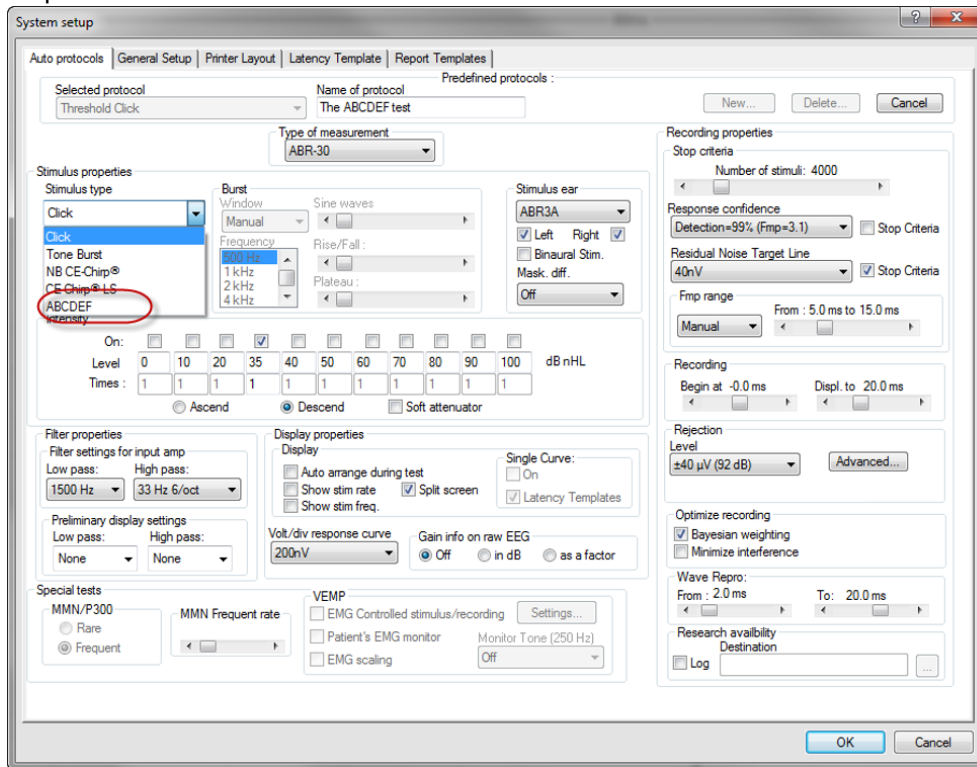 System setup
Auto protocols General Setup Printer Layout Latency Template Report Templates
Predefined protocols :
Selected protocol
Threshold Click
Name of protocol
The ABCDEF test
New... Delete... Cancel
Type of measurement
ABR-30
Stimulus properties
Stimulus type
Click
Click
Tone Burst
NB CE-Chirp®
CE-Chirp® LS
ABCDEF
Burst
Window
Manual
Sine waves
Frequency
500 Hz
1 kHz
2 kHz
4 kHz
Rise/Fall :
Plateau :
Stimulus ear
ABR3A
Left Right
Binaural Stim.
Mask. diff.
Off
Intensity
On:
Level 0 10 20 35 40 50 60 70 80 90 100 dB nHL
Times : 1 1 1 1 1 1 1 1 1 1 1
Ascend Descend Soft attenuator
Filter properties
Filter settings for input amp
Low pass: High pass:
1500 Hz 33 Hz 6/oct
Preliminary display settings
Low pass: High pass:
None None
Display properties
Display
Auto arrange during test
Show stim rate Split screen
Show stim freq.
Single Curve:
On
Latency Templates
Volt/div response curve
200nV
Gain info on raw EEG
Off in dB as a factor
Special tests
MMN/P300
Rare
Frequent
MMN Frequent rate
VEMP
EMG Controlled stimulus/recording Settings...
Patient's EMG monitor Monitor Tone (250 Hz)
EMG scaling Off
Recording properties
Stop criteria
Number of stimuli: 4000
Response confidence
Detection=99% (Fmp=3.1) Stop Criteria
Residual Noise Target Line
40nV Stop Criteria
Fmp range
From : 5.0 ms to 15.0 ms
Manual
Recording
Begin at -0.0 ms Displ. to 20.0 ms
Rejection
Level
±40 µV (92 dB) Advanced...
Optimize recording
Bayesian weighting
Minimize interference
Wave Repro:
From : 2.0 ms To: 20.0 ms
Research availbility
Destination
Log ...
OK Cancel